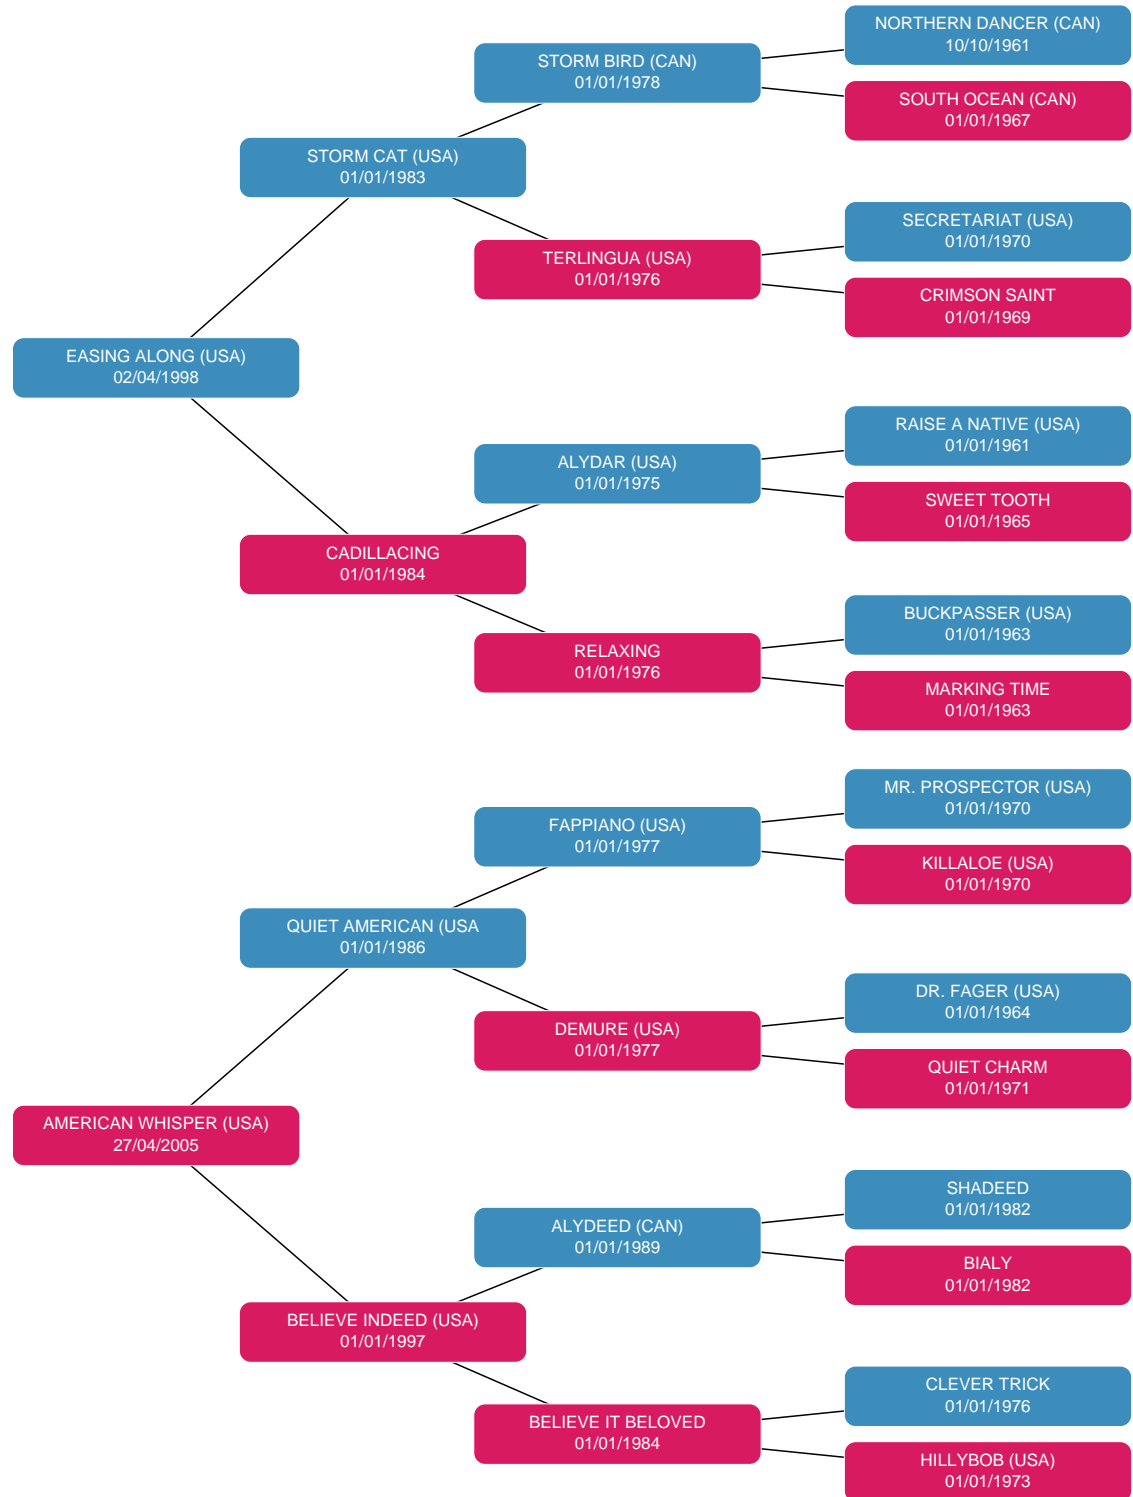 NORTHERN DANCER (CAN)
10/10/1961
STORM BIRD (CAN)
01/01/1978
SOUTH OCEAN (CAN)
01/01/1967
STORM CAT (USA)
01/01/1983
SECRETARIAT (USA)
01/01/1970
TERLINGUA (USA)
01/01/1976
CRIMSON SAINT
01/01/1969
EASING ALONG (USA)
02/04/1998
RAISE A NATIVE (USA)
01/01/1961
ALYDAR (USA)
01/01/1975
SWEET TOOTH
01/01/1965
CADILLACING
01/01/1984
BUCKPASSER (USA)
01/01/1963
RELAXING
01/01/1976
MARKING TIME
01/01/1963
MR. PROSPECTOR (USA)
01/01/1970
FAPPIANO (USA)
01/01/1977
KILLALOE (USA)
01/01/1970
QUIET AMERICAN (USA
01/01/1986
DR. FAGER (USA)
01/01/1964
DEMURE (USA)
01/01/1977
QUIET CHARM
01/01/1971
AMERICAN WHISPER (USA)
27/04/2005
SHADEED
01/01/1982
ALYDEED (CAN)
01/01/1989
BIALY
01/01/1982
BELIEVE INDEED (USA)
01/01/1997
CLEVER TRICK
01/01/1976
BELIEVE IT BELOVED
01/01/1984
HILLYBOB (USA)
01/01/1973